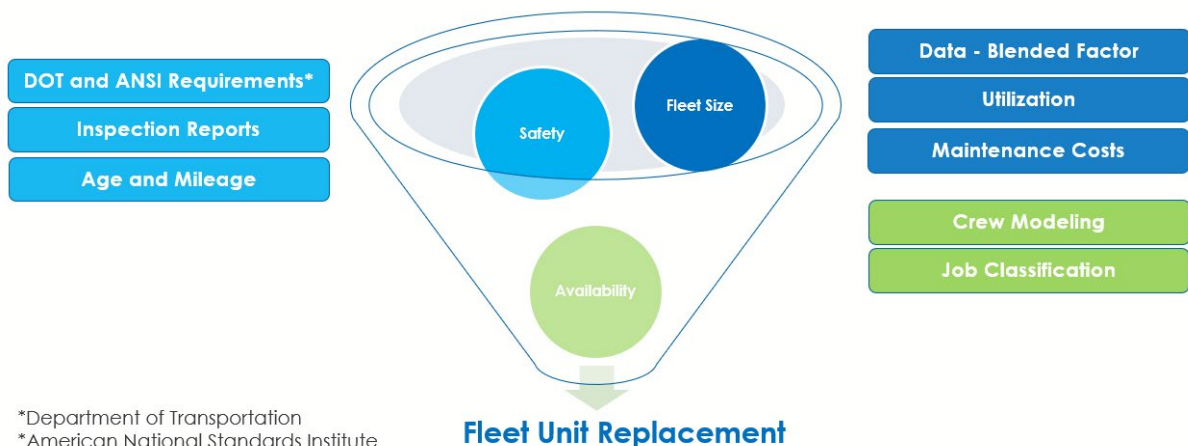 DOT and ANSI Requirements*
Inspection Reports
Age and Mileage
Safety
Fleet Size
Availability
Data - Blended Factor
Utilization
Maintenance Costs
Crew Modeling
Job Classification
*Department of Transportation
*American National Standards Institute
Fleet Unit Replacement